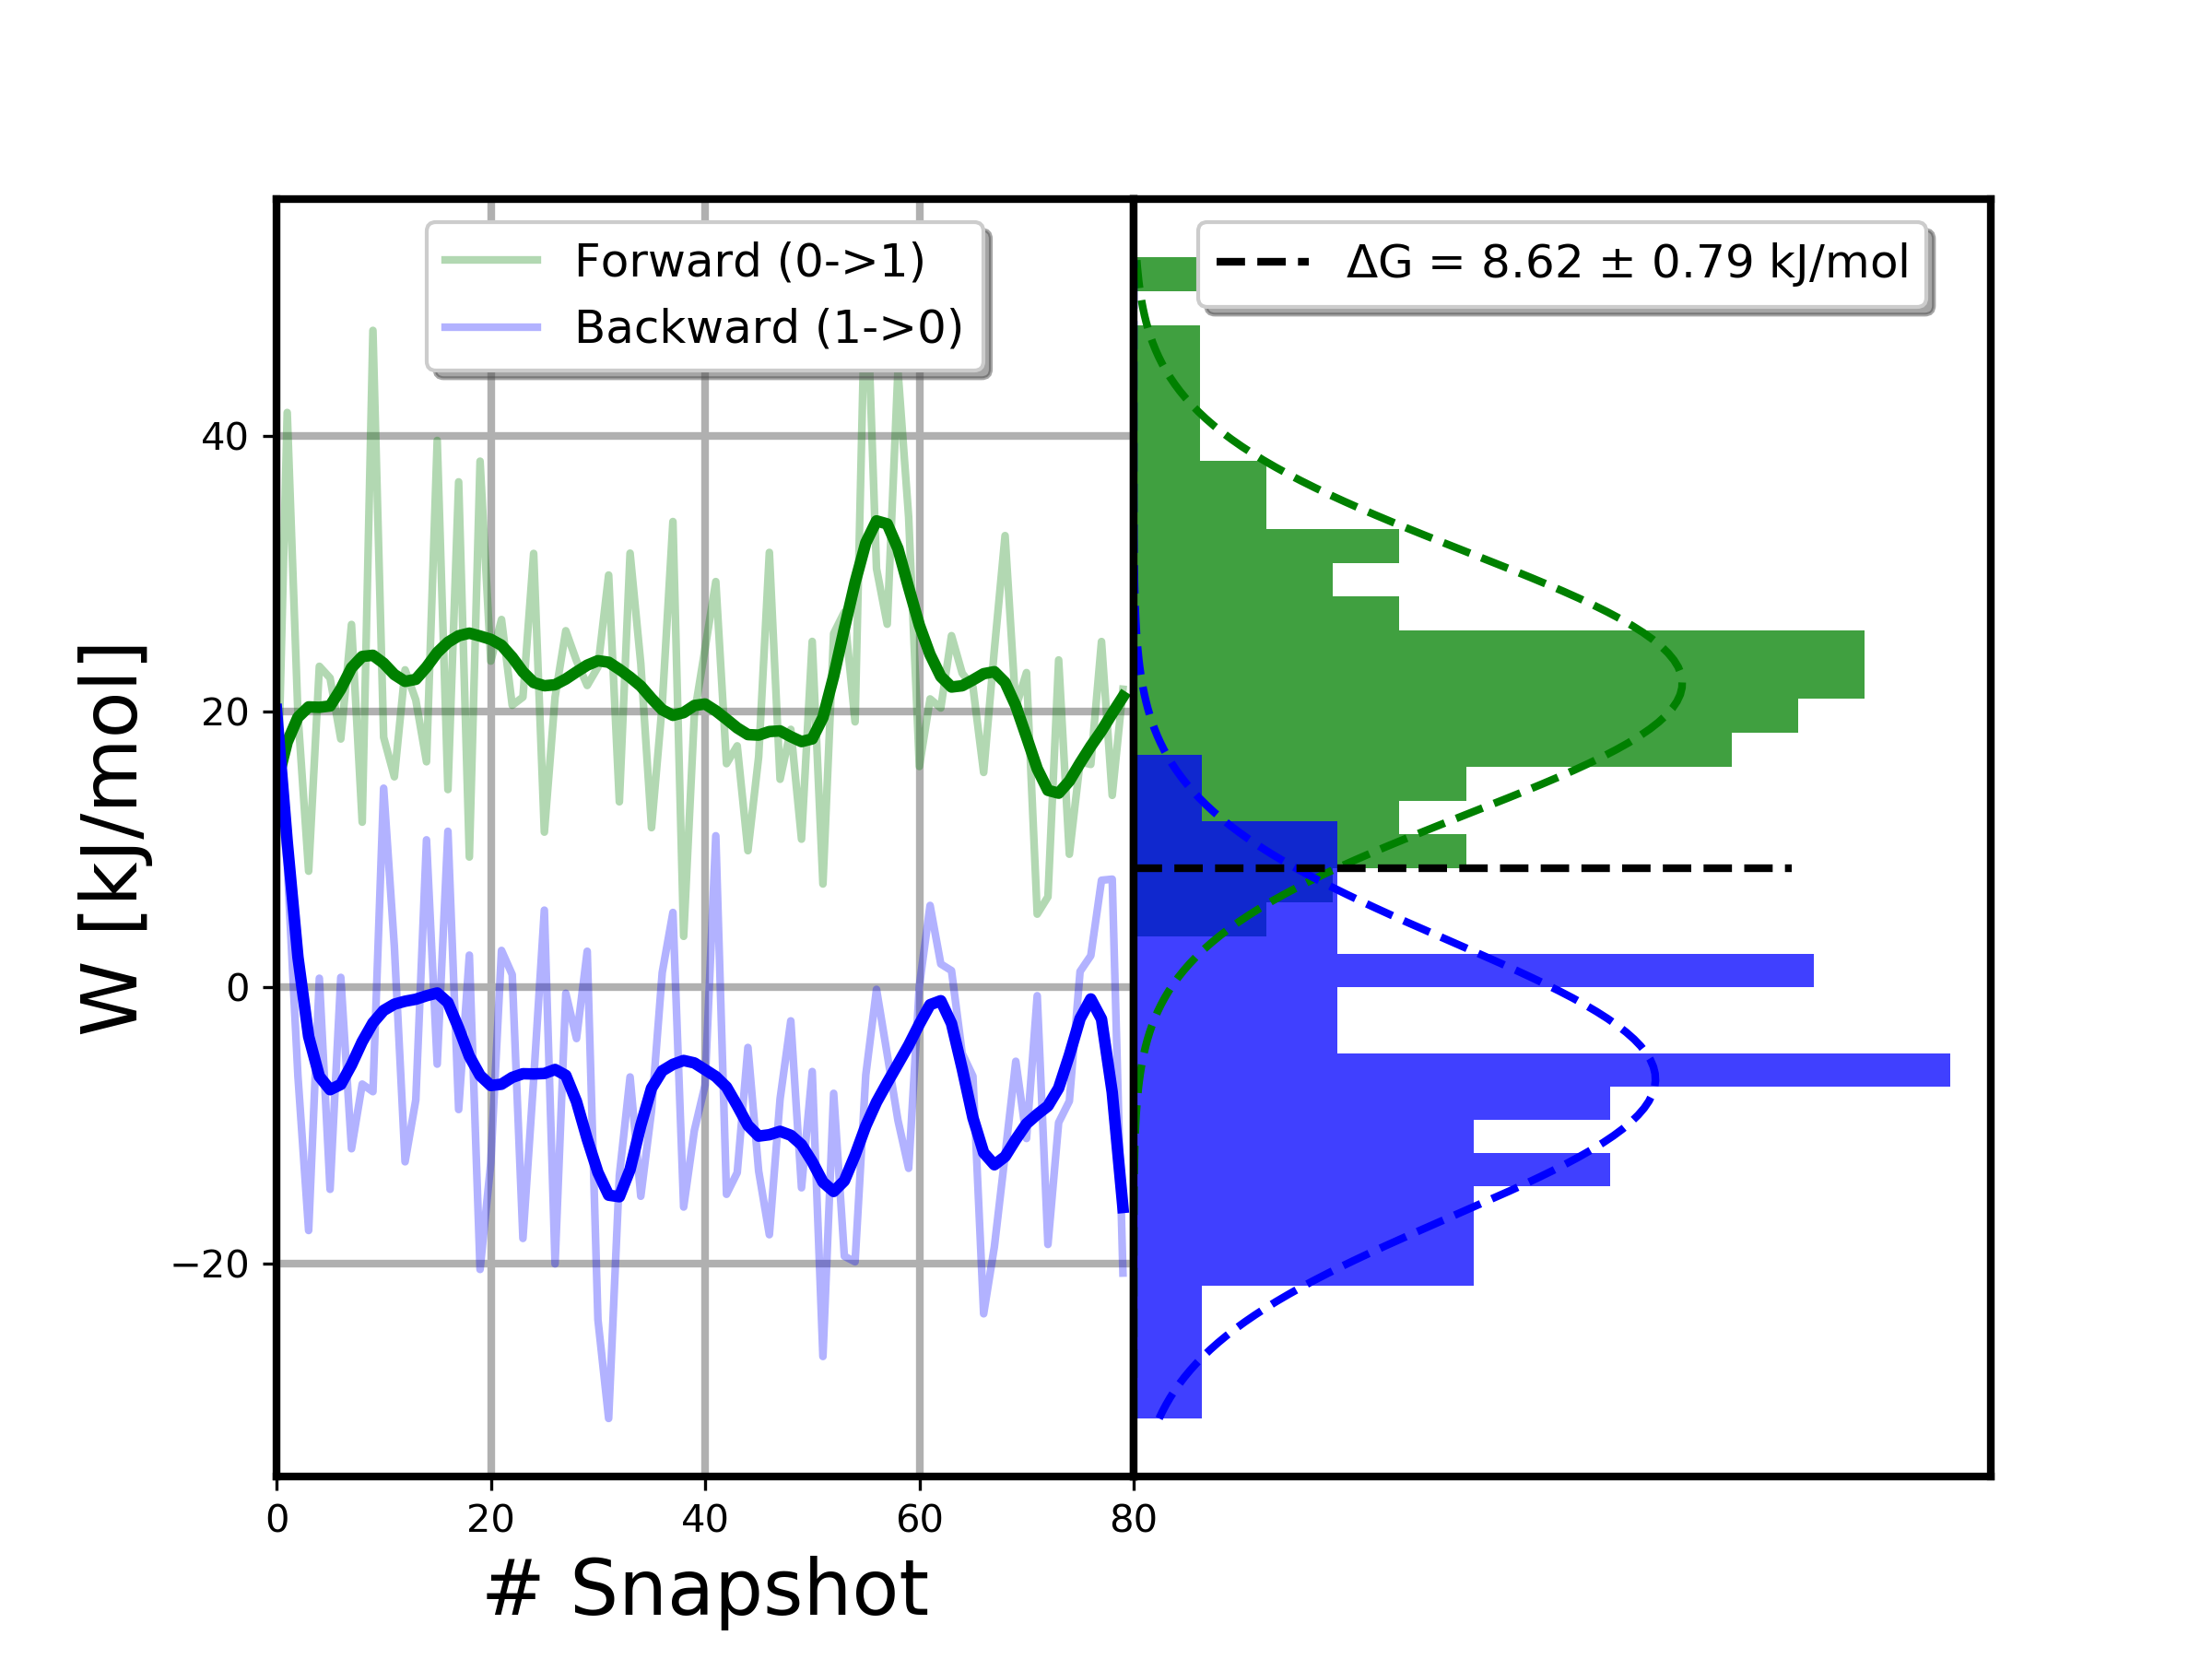 Forward (0->1)
Backward (1->0)
ΔG = 8.62 ± 0.79 kJ/mol
W [kJ/mol]
40
20
0
−20
0 20 40 60 80
# Snapshot